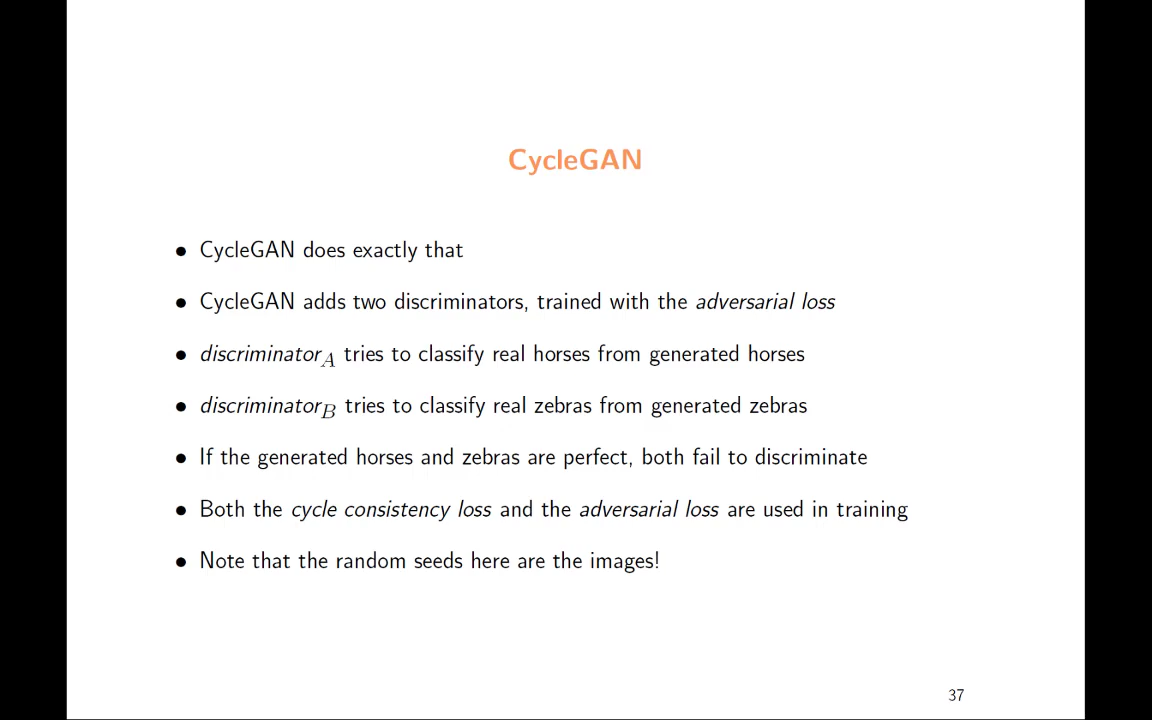 CycleGAN
• CycleGAN does exactly that
• CycleGAN adds two discriminators, trained with the adversarial loss
• discriminator_A tries to classify real horses from generated horses
• discriminator_B tries to classify real zebras from generated zebras
• If the generated horses and zebras are perfect, both fail to discriminate
• Both the cycle consistency loss and the adversarial loss are used in training
• Note that the random seeds here are the images!
37